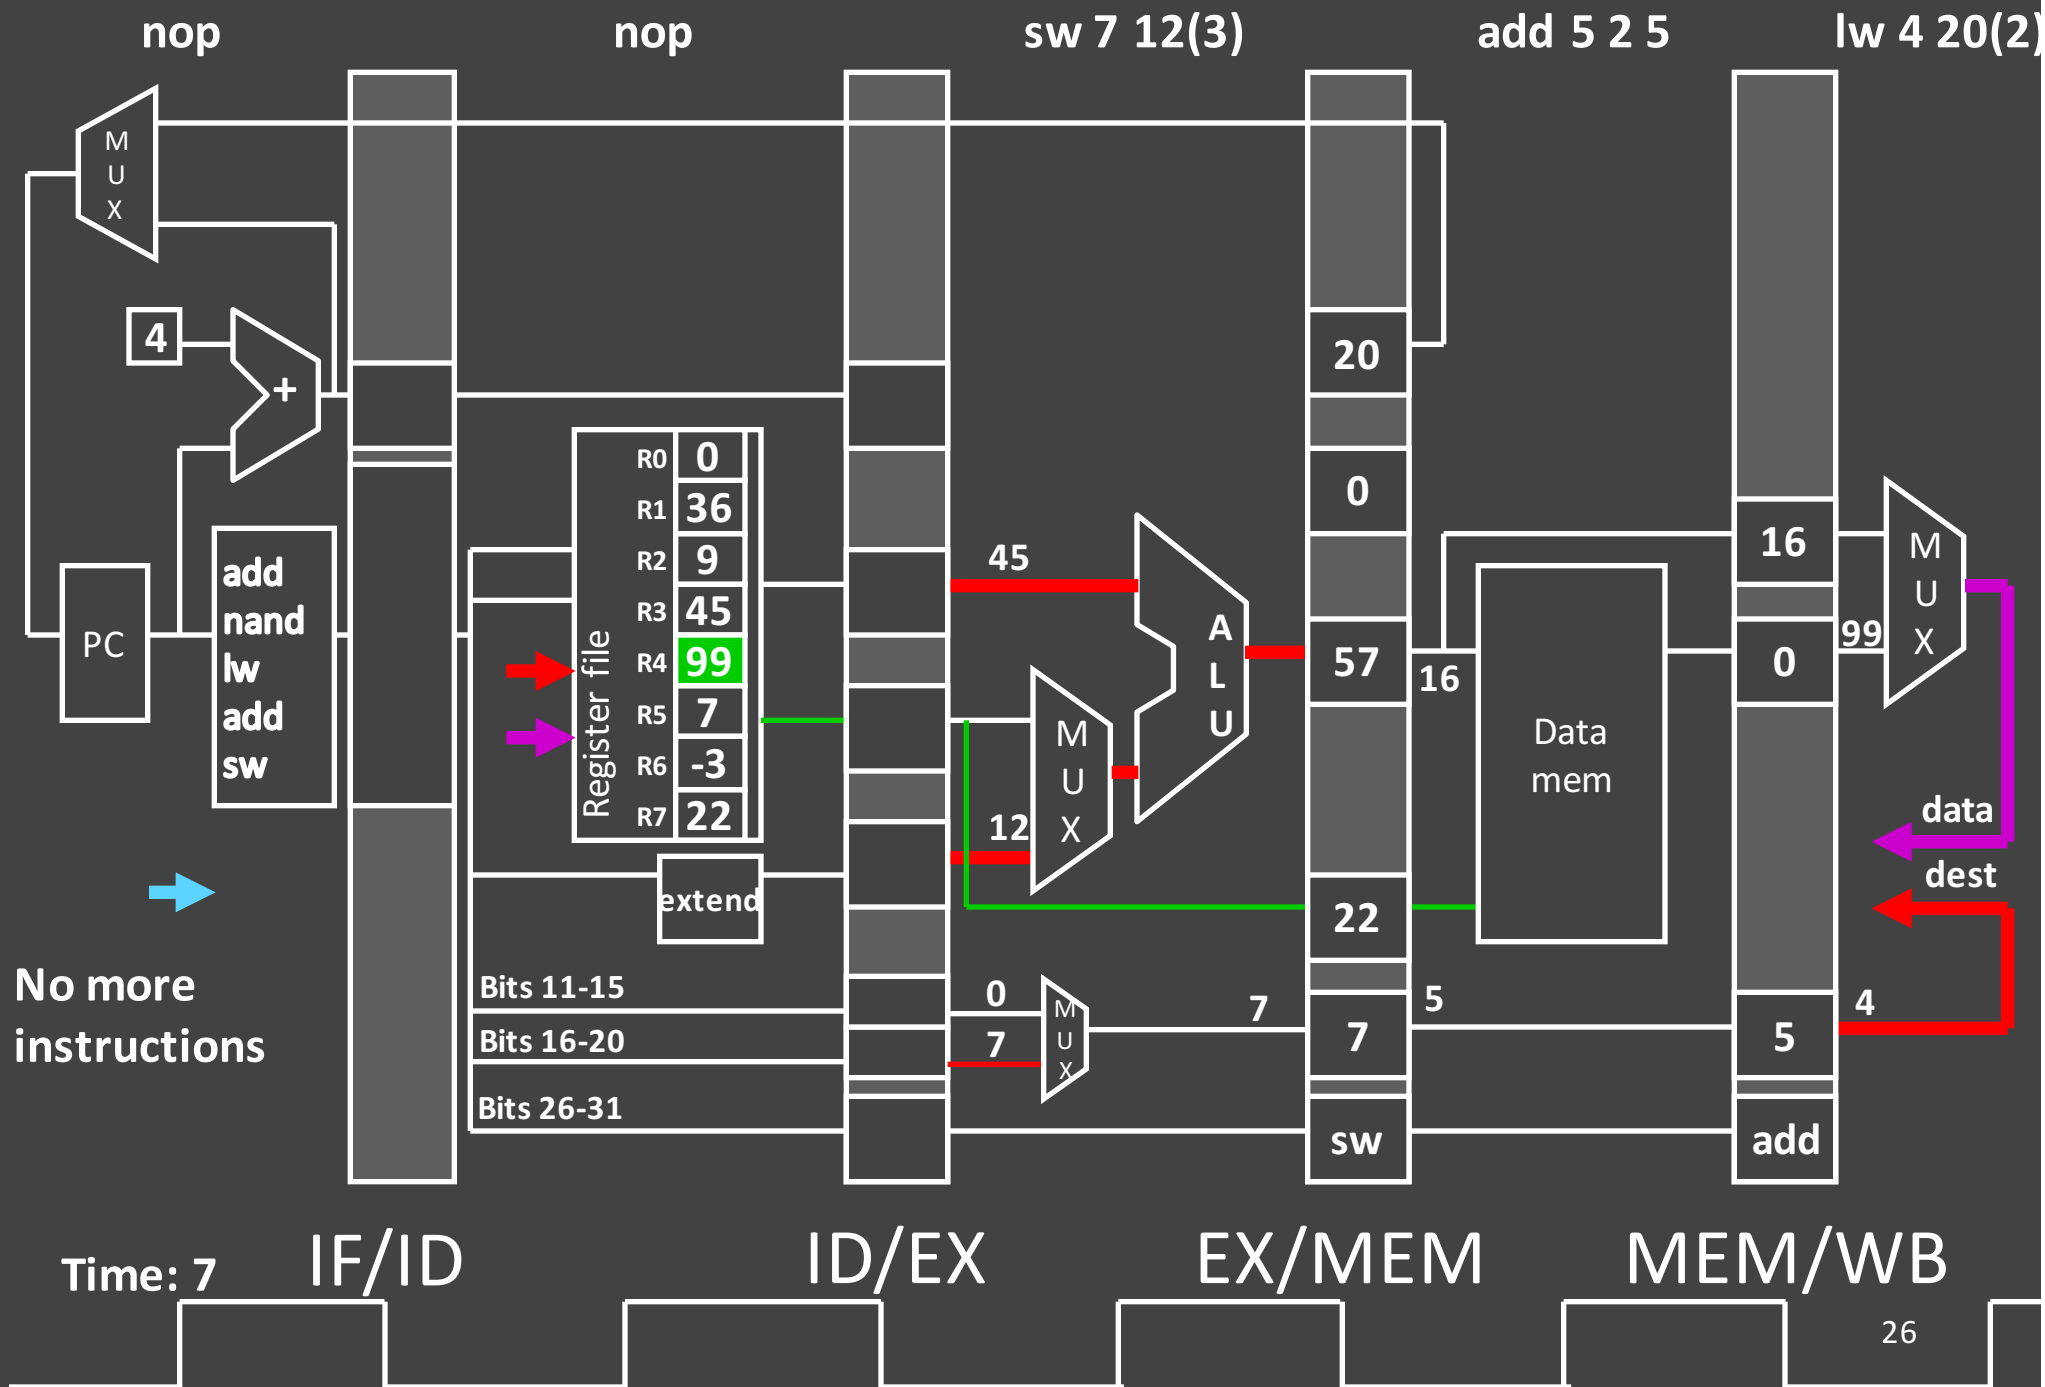 nop
nop
sw 7 12(3)
add 5 2 5
lw 4 20(2)
M
U
X
4
+
PC
add
nand
lw
add
sw
No more
instructions
Register file
R0 0
R1 36
R2 9
R3 45
R4 99
R5 7
R6 -3
R7 22
extend
Bits 11-15
Bits 16-20
Bits 26-31
45
12
M
U
X
A
L
U
0
7
M
U
X
7
20
0
57
22
7
sw
16
5
Data
mem
16
0
5
add
99
4
M
U
X
data
dest
Time: 7
IF/ID
ID/EX
EX/MEM
MEM/WB
26